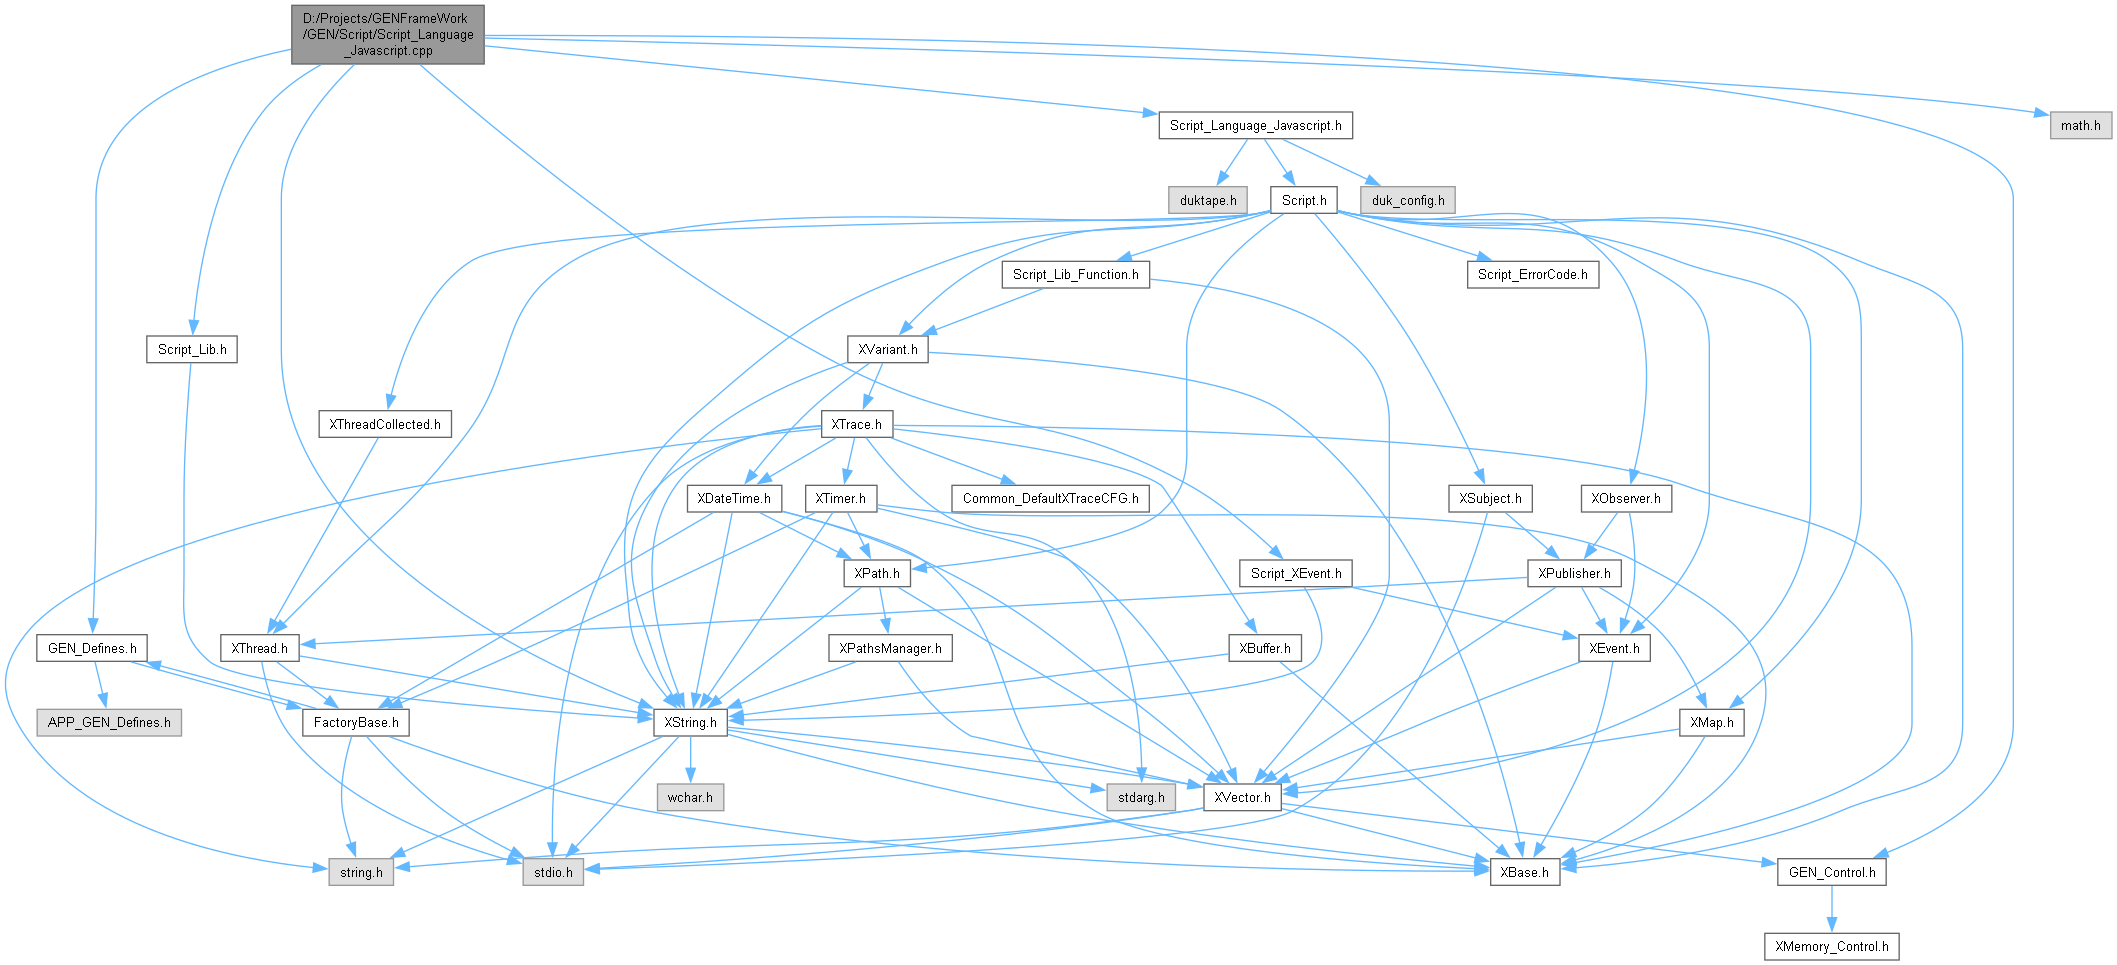 D:/Projects/GENFrameWork
/GEN/Script/Script_Language
_Javascript.cpp
Script_Language_Javascript.h
math.h
duktape.h
Script.h
duk_config.h
Script_Lib_Function.h
Script_ErrorCode.h
Script_Lib.h
XVariant.h
XThreadCollected.h
XTrace.h
XDateTime.h
XTimer.h
Common_DefaultXTraceCFG.h
XSubject.h
XObserver.h
XPath.h
Script_XEvent.h
XPublisher.h
GEN_Defines.h
XThread.h
XPathsManager.h
XBuffer.h
XEvent.h
APP_GEN_Defines.h
FactoryBase.h
XString.h
XMap.h
wchar.h
stdarg.h
XVector.h
string.h
stdio.h
XBase.h
GEN_Control.h
XMemory_Control.h